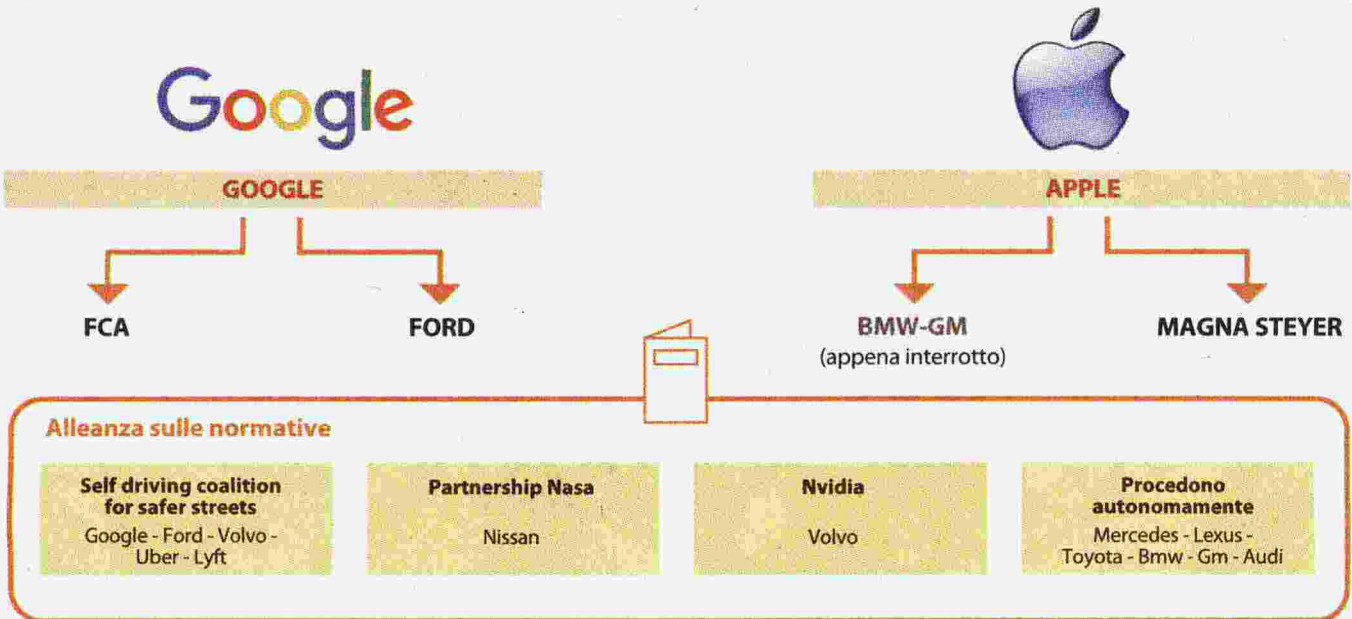 Google
GOOGLE
APPLE
FCA
FORD
BMW-GM
(appena interrotto)
MAGNA STEYER
Alleanza sulle normative
Self driving coalition
for safer streets
Google - Ford - Volvo -
Uber - Lyft
Partnership Nasa
Nissan
Nvidia
Volvo
Procedono
autonomamente
Mercedes - Lexus -
Toyota - Bmw - Gm - Audi